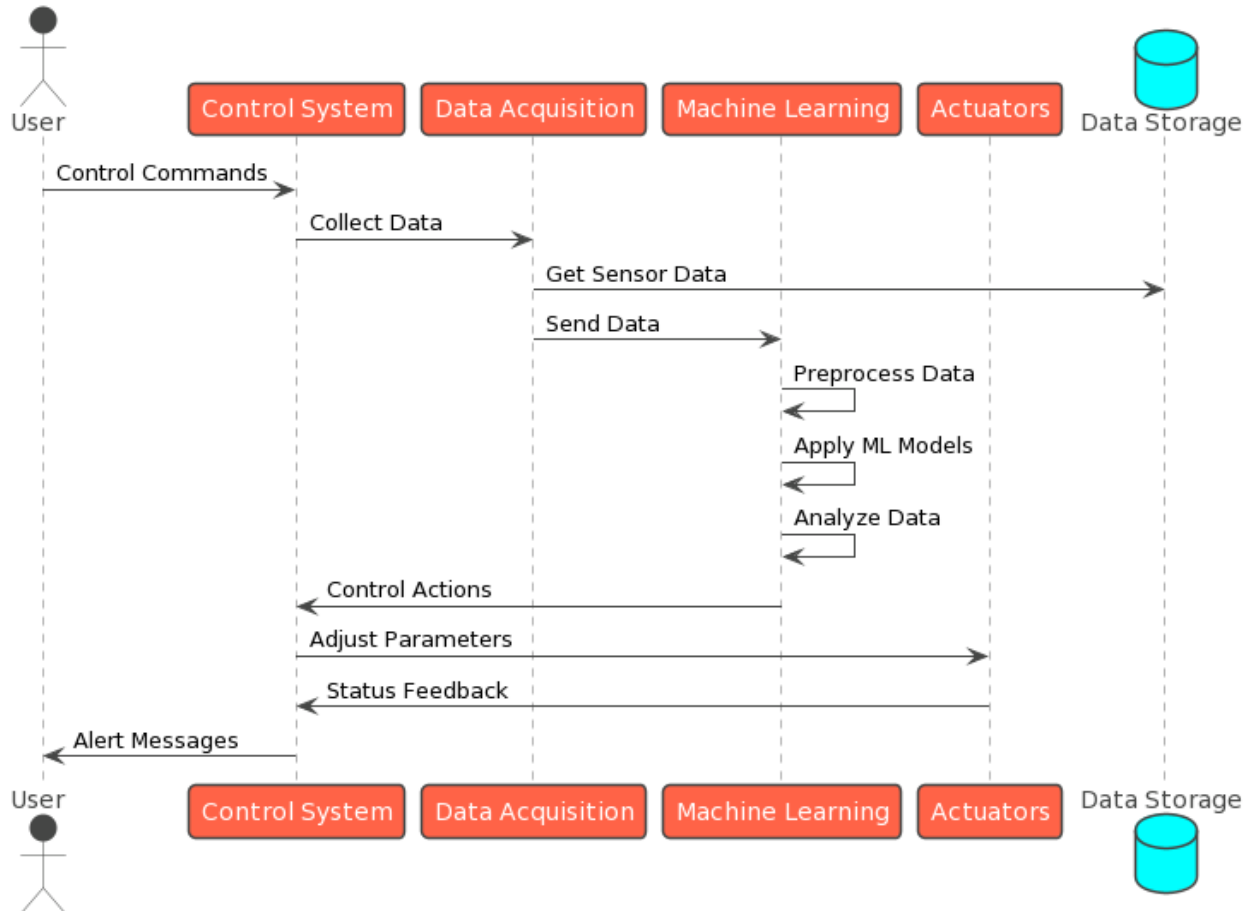 User
Control System
Data Acquisition
Machine Learning
Actuators
Data Storage
Control Commands
Collect Data
Get Sensor Data
Send Data
Preprocess Data
Apply ML Models
Analyze Data
Control Actions
Adjust Parameters
Status Feedback
Alert Messages
User
Control System
Data Acquisition
Machine Learning
Actuators
Data Storage